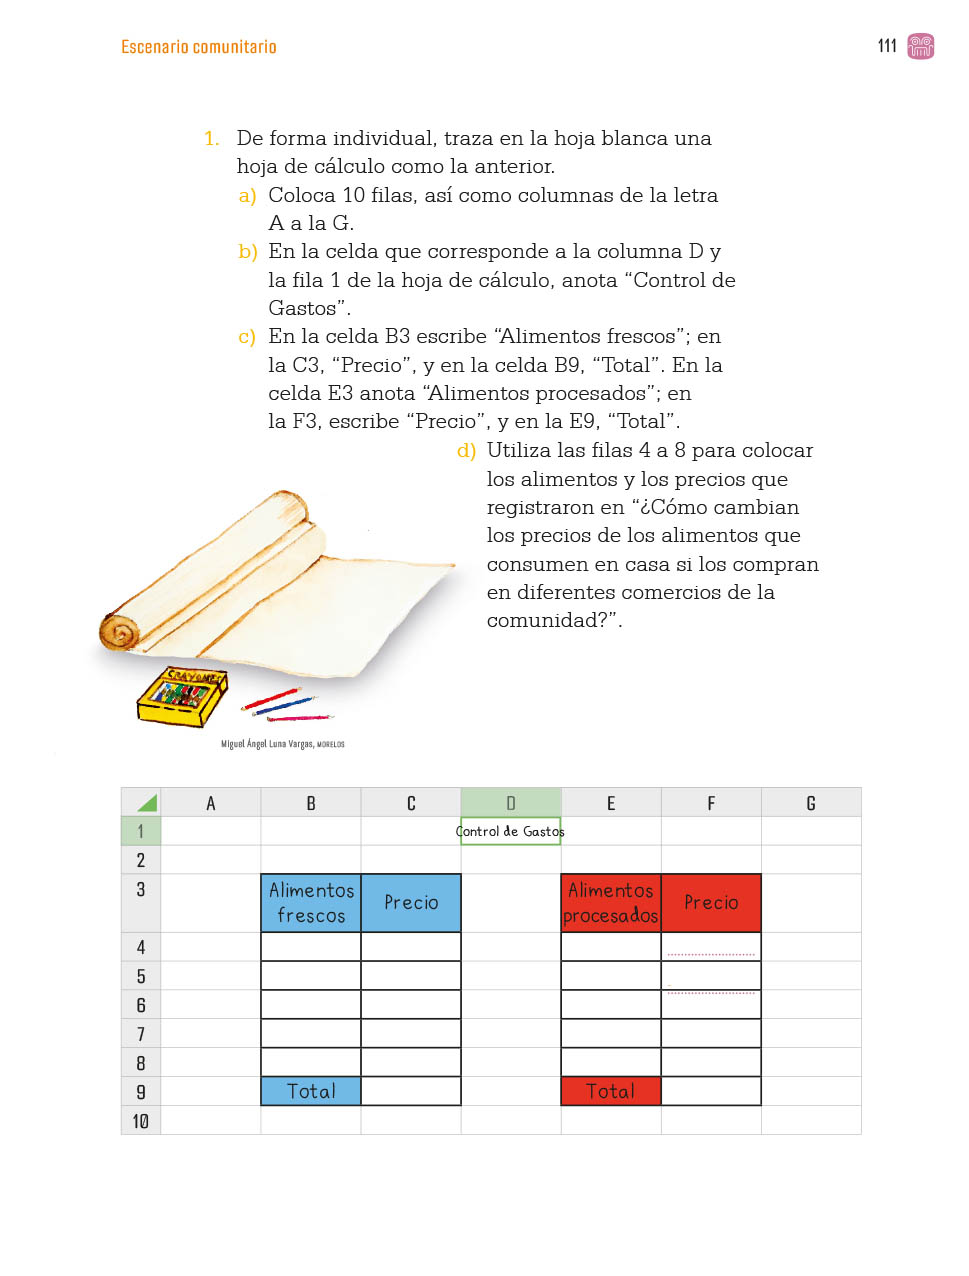 Escenario comunitario
111
1. De forma individual, traza en la hoja blanca una
hoja de cálculo como la anterior.
a) Coloca 10 filas, así como columnas de la letra
A a la G.
b) En la celda que corresponde a la columna D y
la fila 1 de la hoja de cálculo, anota “Control de
Gastos”.
c) En la celda B3 escribe “Alimentos frescos”; en
la C3, “Precio”, y en la celda B9, “Total”. En la
celda E3 anota “Alimentos procesados”; en
la F3, escribe “Precio”, y en la E9, “Total”.
d) Utiliza las filas 4 a 8 para colocar
los alimentos y los precios que
registraron en “¿Cómo cambian
los precios de los alimentos que
consumen en casa si los compran
en diferentes comercios de la
comunidad?”.
CRAYONES
Miguel Ángel Luna Vargas, MORELOS
A B C D E F G
1 Control de Gastos
2
3 Alimentos frescos Precio Alimentos procesados Precio
4
5
6
7
8
9 Total Total
10